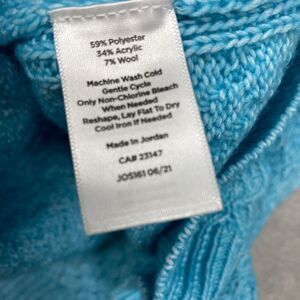 59% Polyester
34% Acrylic
7% Wool
Machine Wash Cold
Gentle Cycle
Only Non-Chlorine Bleach
When Needed
Reshape, Lay Flat To Dry
Cool Iron If Needed
Made in Jordan
CA# 23147
JO5161 06/21